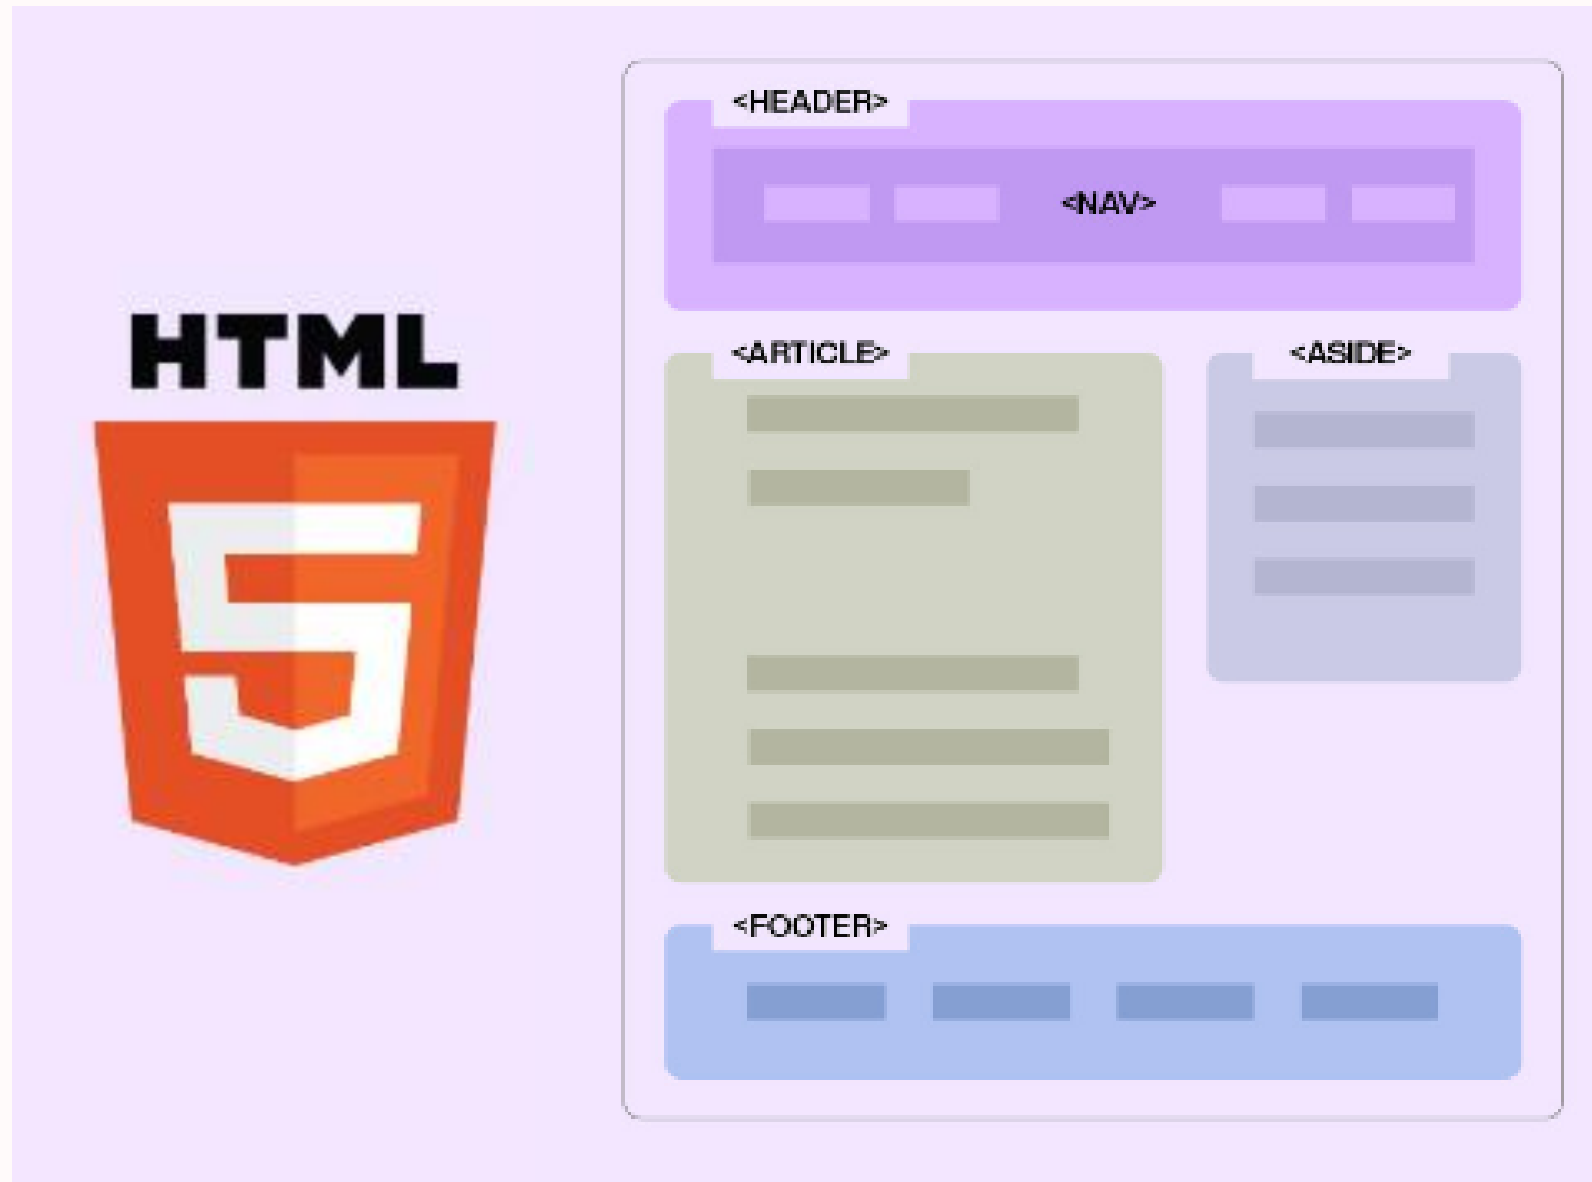 HTML
5
<HEADER>
<NAV>
<ARTICLE>
<ASIDE>
<FOOTER>